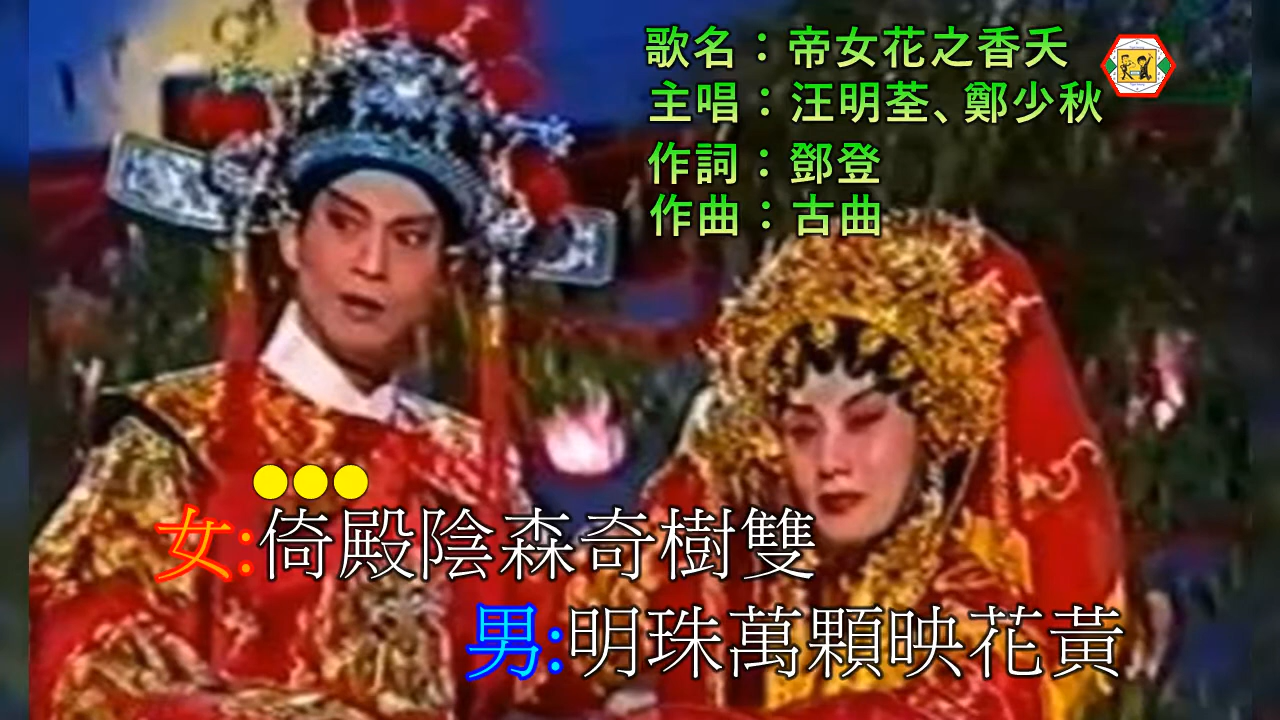 歌名：帝女花之香夭
主唱：汪明荃、鄭少秋
作詞：鄧登
作曲：古曲
女:倚殿陰森奇樹雙
男:明珠萬顆映花黃